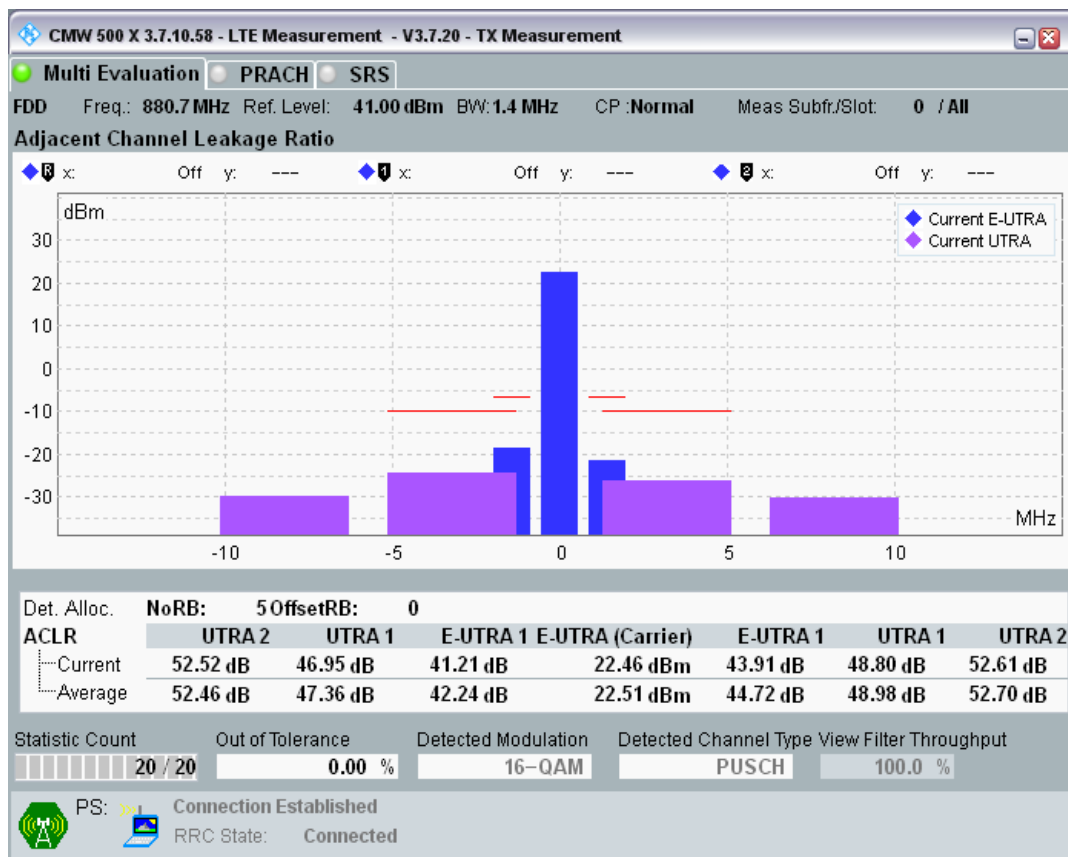 CMW 500 X 3.7.10.58 - LTE Measurement - V3.7.20 - TX Measurement
Multi Evaluation PRACH SRS
FDD Freq.: 880.7 MHz Ref. Level: 41.00 dBm BW: 1.4 MHz CP :Normal Meas Subfr./Slot: 0 / All
Adjacent Channel Leakage Ratio
R x: Off y: --- 1 x: Off y: --- 2 x: Off y: ---
dBm
Current E-UTRA
Current UTRA
30
20
10
0
-10
-20
-30
MHz
-10 -5 0 5 10
Det. Alloc. NoRB: 5 OffsetRB: 0
ACLR UTRA 2 UTRA 1 E-UTRA 1 E-UTRA (Carrier) E-UTRA 1 UTRA 1 UTRA 2
Current 52.52 dB 46.95 dB 41.21 dB 22.46 dBm 43.91 dB 48.80 dB 52.61 dB
Average 52.46 dB 47.36 dB 42.24 dB 22.51 dBm 44.72 dB 48.98 dB 52.70 dB
Statistic Count Out of Tolerance Detected Modulation Detected Channel Type View Filter Throughput
20 / 20 0.00 % 16-QAM PUSCH 100.0 %
PS: Connection Established
RRC State: Connected